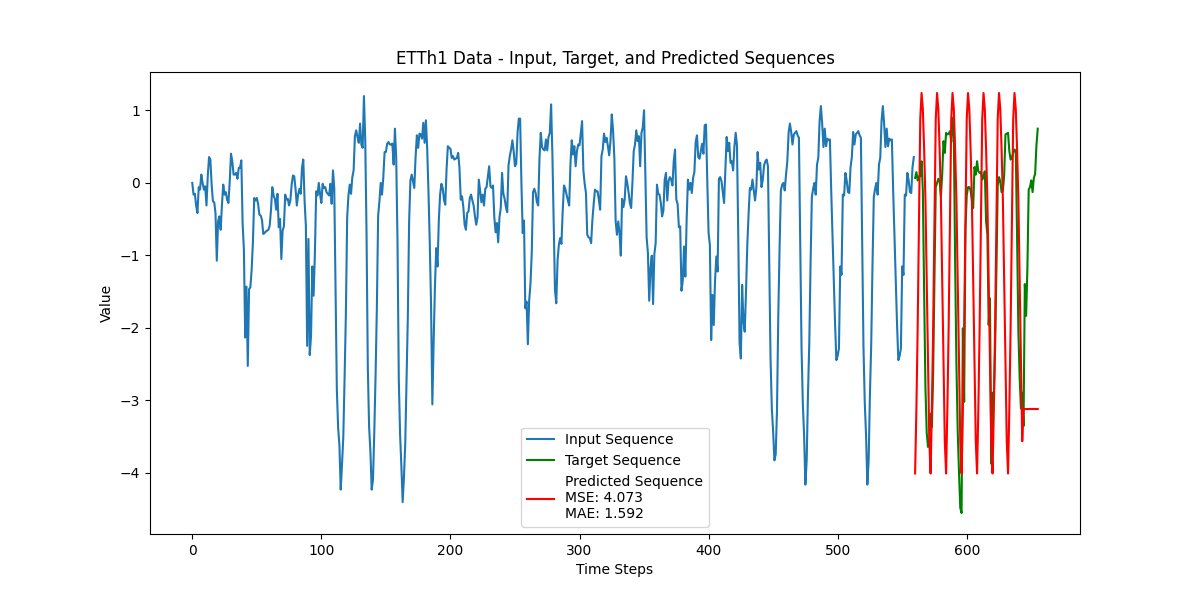 ETTh1 Data - Input, Target, and Predicted Sequences
Value
1
0
−1
−2
−3
−4
Input Sequence
Target Sequence
Predicted Sequence
MSE: 4.073
MAE: 1.592
0 100 200 300 400 500 600
Time Steps